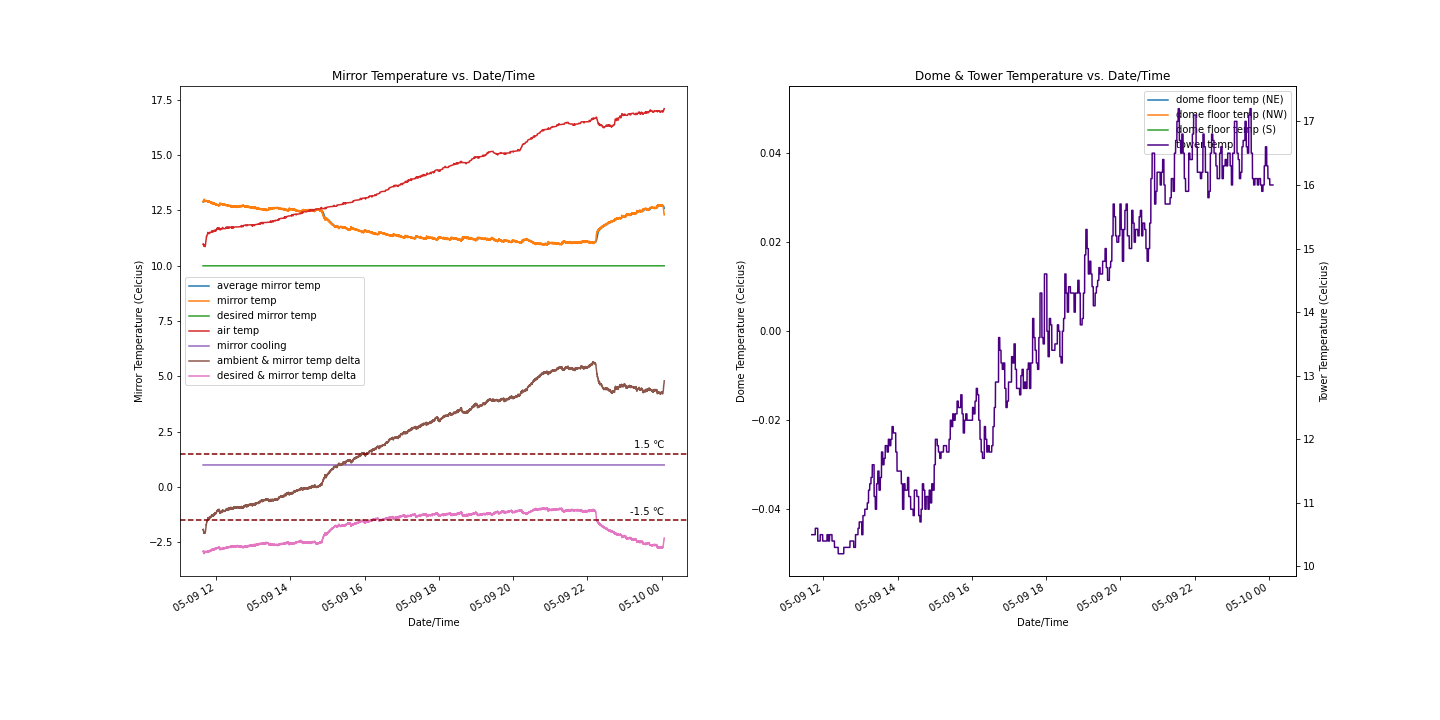 Mirror Temperature vs. Date/Time
Mirror Temperature (Celcius)
17.5
15.0
12.5
10.0
7.5
5.0
2.5
0.0
−2.5
average mirror temp
mirror temp
desired mirror temp
air temp
mirror cooling
ambient & mirror temp delta
desired & mirror temp delta
1.5 °C
-1.5 °C
05-09 12
05-09 14
05-09 16
05-09 18
05-09 20
05-09 22
05-10 00
Date/Time
Dome & Tower Temperature vs. Date/Time
Dome Temperature (Celcius)
0.04
0.02
0.00
−0.02
−0.04
dome floor temp (NE)
dome floor temp (NW)
dome floor temp (S)
tower temp
17
16
15
14
13
12
11
10
Tower Temperature (Celcius)
05-09 12
05-09 14
05-09 16
05-09 18
05-09 20
05-09 22
05-10 00
Date/Time